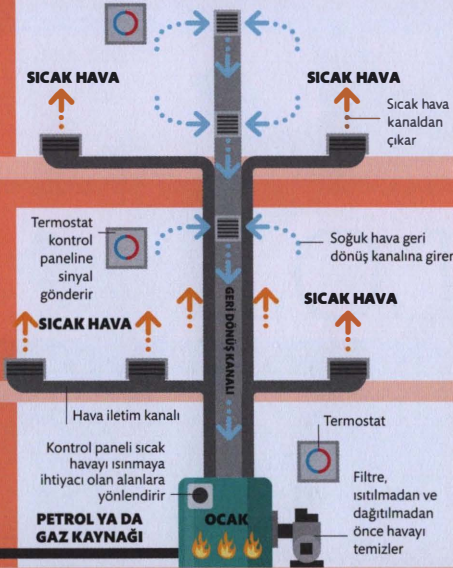 SICAK HAVA
SICAK HAVA
Sıcak hava
kanaldan
çıkar
Termostat
kontrol
paneline
sinyal
gönderir
Soğuk hava geri
dönüş kanalına girer
SICAK HAVA
SICAK HAVA
GERİ DÖNÜŞ KANALI
Hava iletim kanalı
Termostat
Kontrol paneli sıcak
havayı ısınmaya
ihtiyacı olan alanlara
yönlendirir
Filtre,
ısıtılmadan ve
dağıtılmadan
önce havayı
temizler
PETROL YA DA
GAZ KAYNAĞI
OCAK